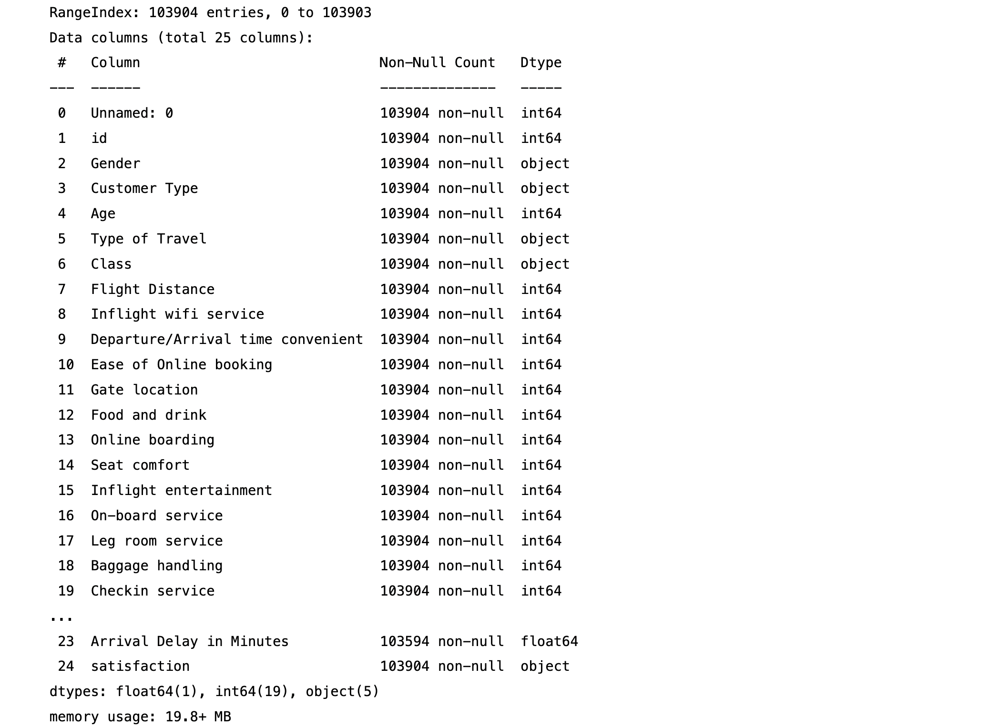 RangeIndex: 103904 entries, 0 to 103903
Data columns (total 25 columns):
 #   Column                             Non-Null Count   Dtype
---  ------                             --------------   -----
 0   Unnamed: 0                         103904 non-null  int64
 1   id                                 103904 non-null  int64
 2   Gender                             103904 non-null  object
 3   Customer Type                      103904 non-null  object
 4   Age                                103904 non-null  int64
 5   Type of Travel                     103904 non-null  object
 6   Class                              103904 non-null  object
 7   Flight Distance                    103904 non-null  int64
 8   Inflight wifi service              103904 non-null  int64
 9   Departure/Arrival time convenient  103904 non-null  int64
 10  Ease of Online booking             103904 non-null  int64
 11  Gate location                      103904 non-null  int64
 12  Food and drink                     103904 non-null  int64
 13  Online boarding                    103904 non-null  int64
 14  Seat comfort                       103904 non-null  int64
 15  Inflight entertainment             103904 non-null  int64
 16  On-board service                   103904 non-null  int64
 17  Leg room service                   103904 non-null  int64
 18  Baggage handling                   103904 non-null  int64
 19  Checkin service                    103904 non-null  int64
...
 23  Arrival Delay in Minutes           103594 non-null  float64
 24  satisfaction                       103904 non-null  object
dtypes: float64(1), int64(19), object(5)
memory usage: 19.8+ MB